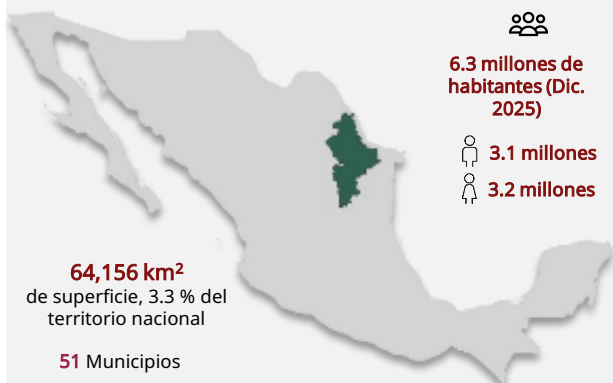 6.3 millones de
habitantes (Dic.
2025)
3.1 millones
3.2 millones
64,156 km²
de superficie, 3.3 % del
territorio nacional
51 Municipios